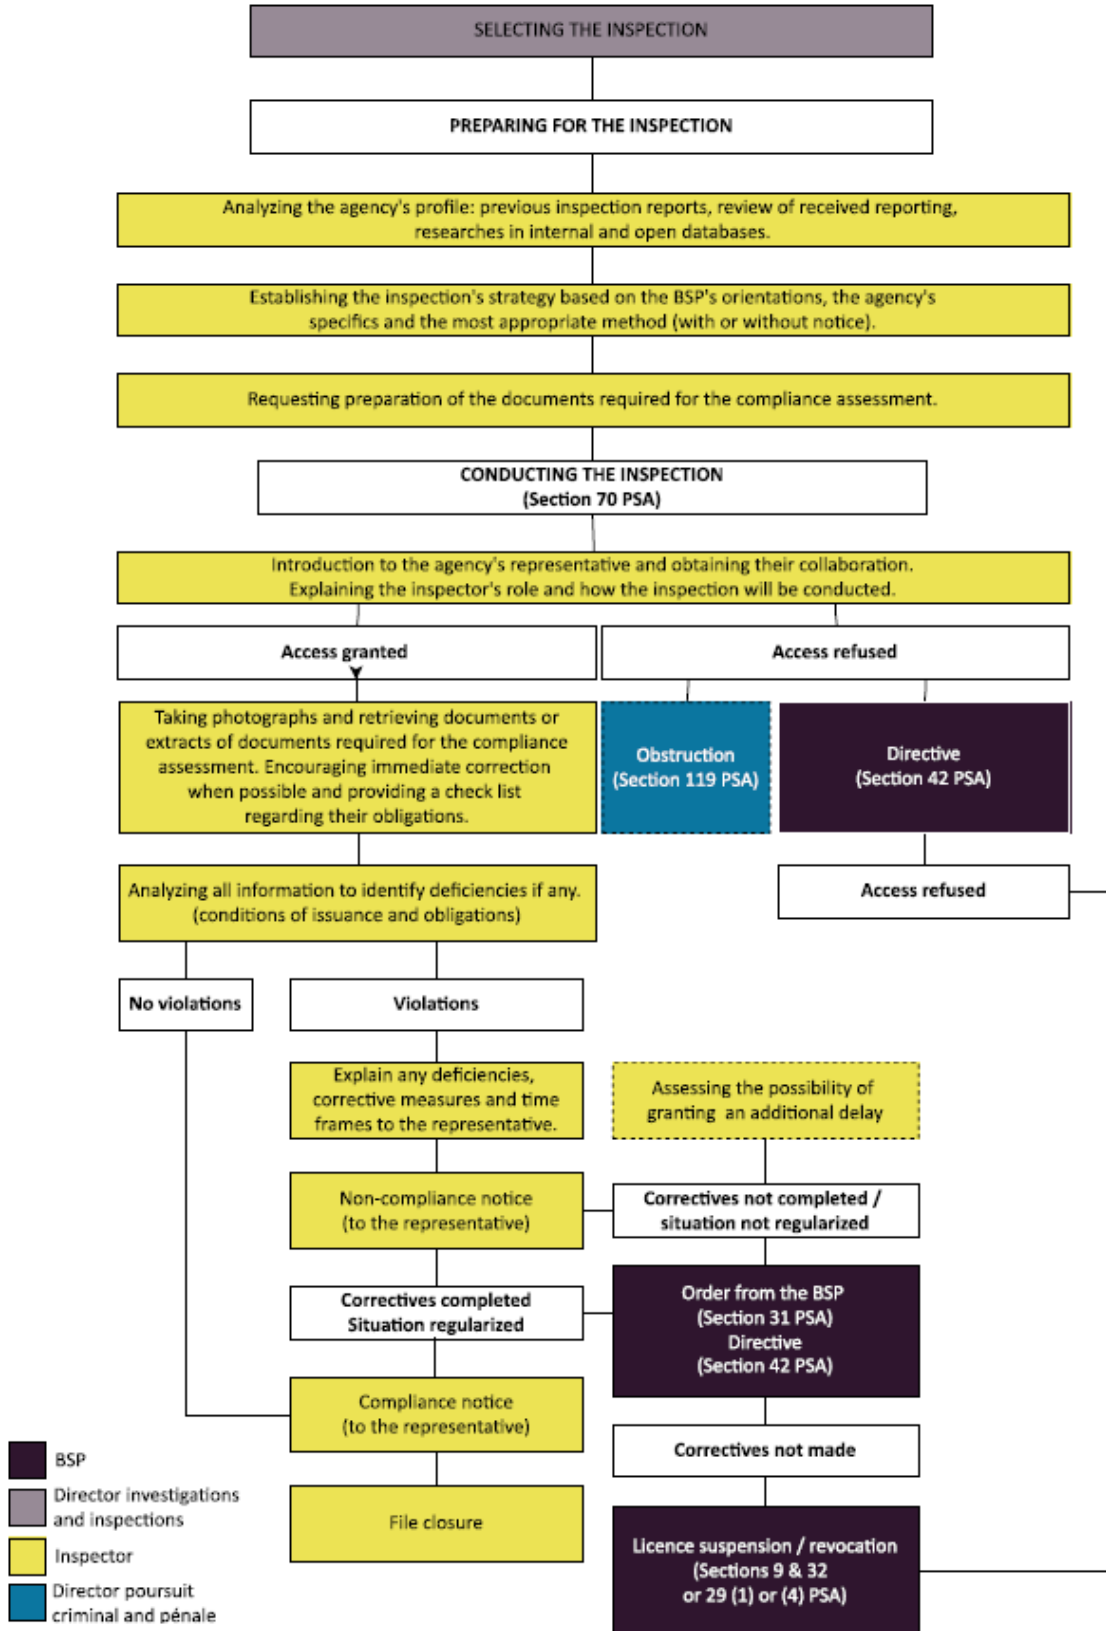 SELECTING THE INSPECTION
PREPARING FOR THE INSPECTION
Analyzing the agency's profile: previous inspection reports, review of received reporting,
researches in internal and open databases.
Establishing the inspection's strategy based on the BSP's orientations, the agency's
specifics and the most appropriate method (with or without notice).
Requesting preparation of the documents required for the compliance assessment.
CONDUCTING THE INSPECTION
(Section 70 PSA)
Introduction to the agency's representative and obtaining their collaboration.
Explaining the inspector's role and how the inspection will be conducted.
Access granted
Access refused
Taking photographs and retrieving documents or
extracts of documents required for the compliance
assessment. Encouraging immediate correction
when possible and providing a check list
regarding their obligations.
Obstruction
(Section 119 PSA)
Directive
(Section 42 PSA)
Analyzing all information to identify deficiencies if any.
(conditions of issuance and obligations)
Access refused
No violations
Violations
Explain any deficiencies,
corrective measures and time
frames to the representative.
Assessing the possibility of
granting an additional delay
Non-compliance notice
(to the representative)
Correctives not completed /
situation not regularized
Correctives completed
Situation regularized
Order from the BSP
(Section 31 PSA)
Directive
(Section 42 PSA)
Compliance notice
(to the representative)
Correctives not made
File closure
Licence suspension / revocation
(Sections 9 & 32
or 29 (1) or (4) PSA)
BSP
Director investigations
and inspections
Inspector
Director poursuit
criminal and pénale